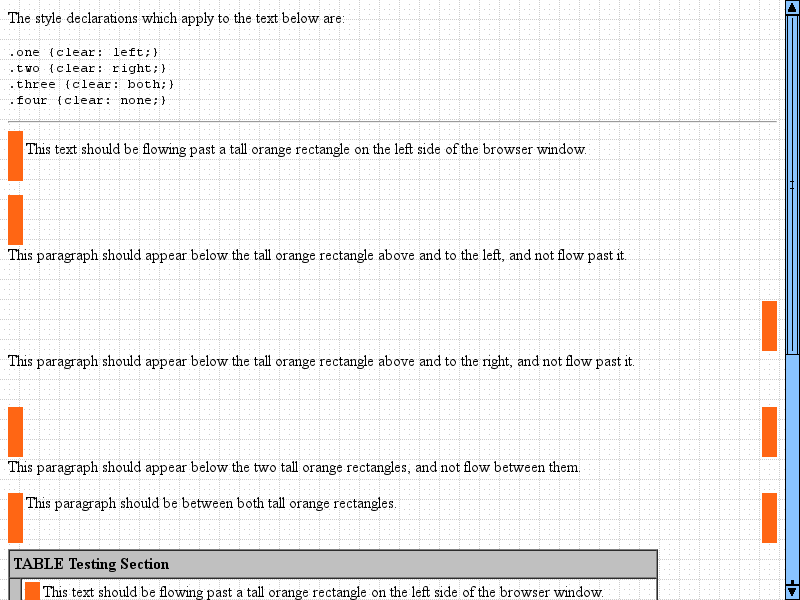 The style declarations which apply to the text below are:
.one {clear: left;}
.two {clear: right;}
.three {clear: both;}
.four {clear: none;}
This text should be flowing past a tall orange rectangle on the left side of the browser window.
This paragraph should appear below the tall orange rectangle above and to the left, and not flow past it.
This paragraph should appear below the tall orange rectangle above and to the right, and not flow past it.
This paragraph should appear below the two tall orange rectangles, and not flow between them.
This paragraph should be between both tall orange rectangles.
TABLE Testing Section
This text should be flowing past a tall orange rectangle on the left side of the browser window.